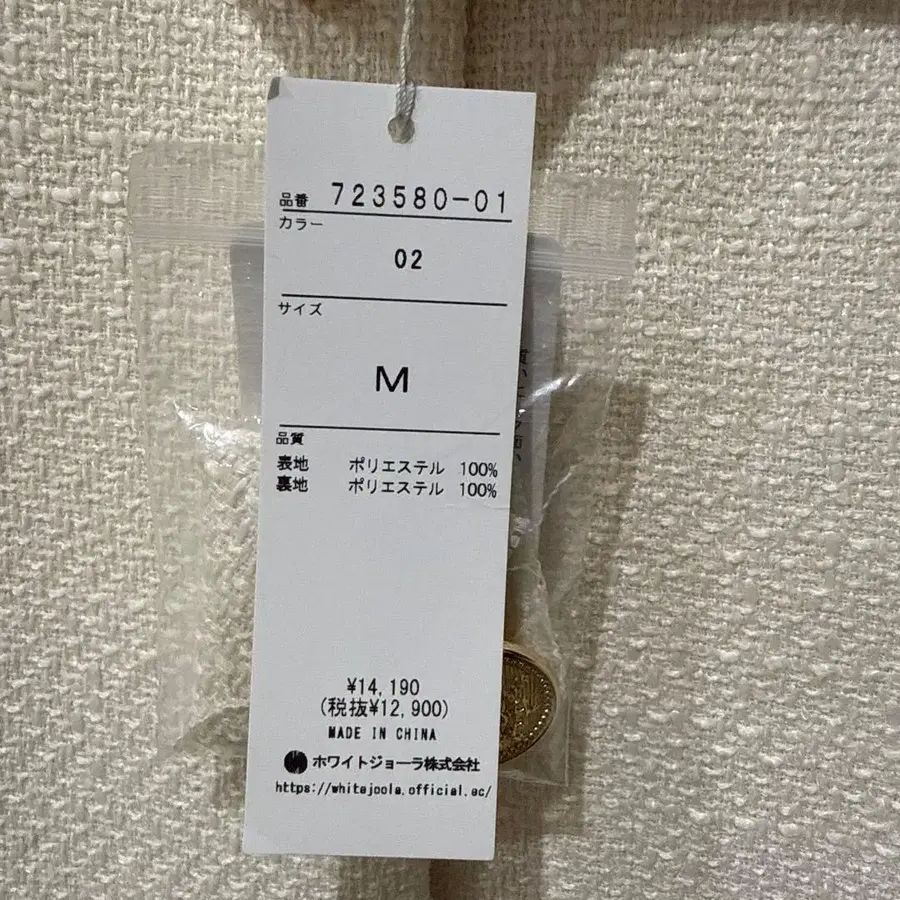 品番 723580-01
カラー
02
サイズ
M
品質
表地 ポリエステル 100%
裏地 ポリエステル 100%
¥14,190
(税抜¥12,900)
MADE IN CHINA
ホワイトジョーラ株式会社
https://whitejoola.official.ec/